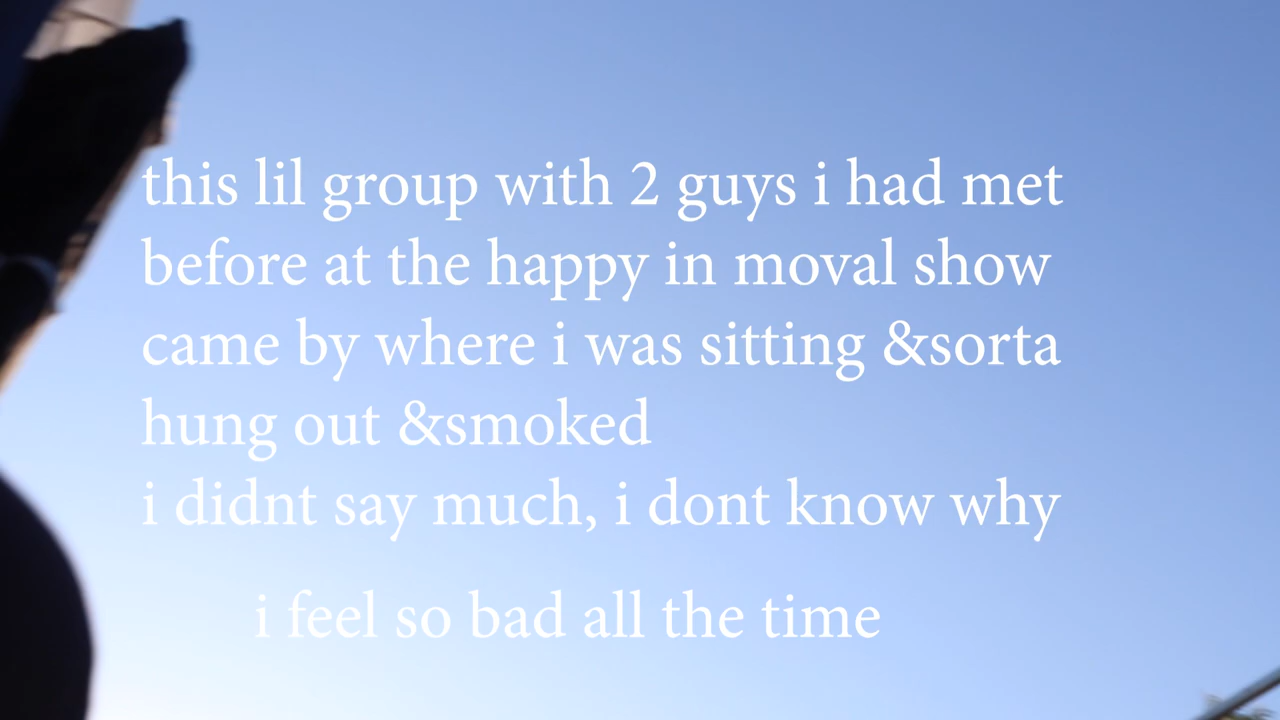 this lil group with 2 guys i had met
before at the happy in moval show
came by where i was sitting &sorta
hung out &smoked
i didnt say much, i dont know why
i feel so bad all the time